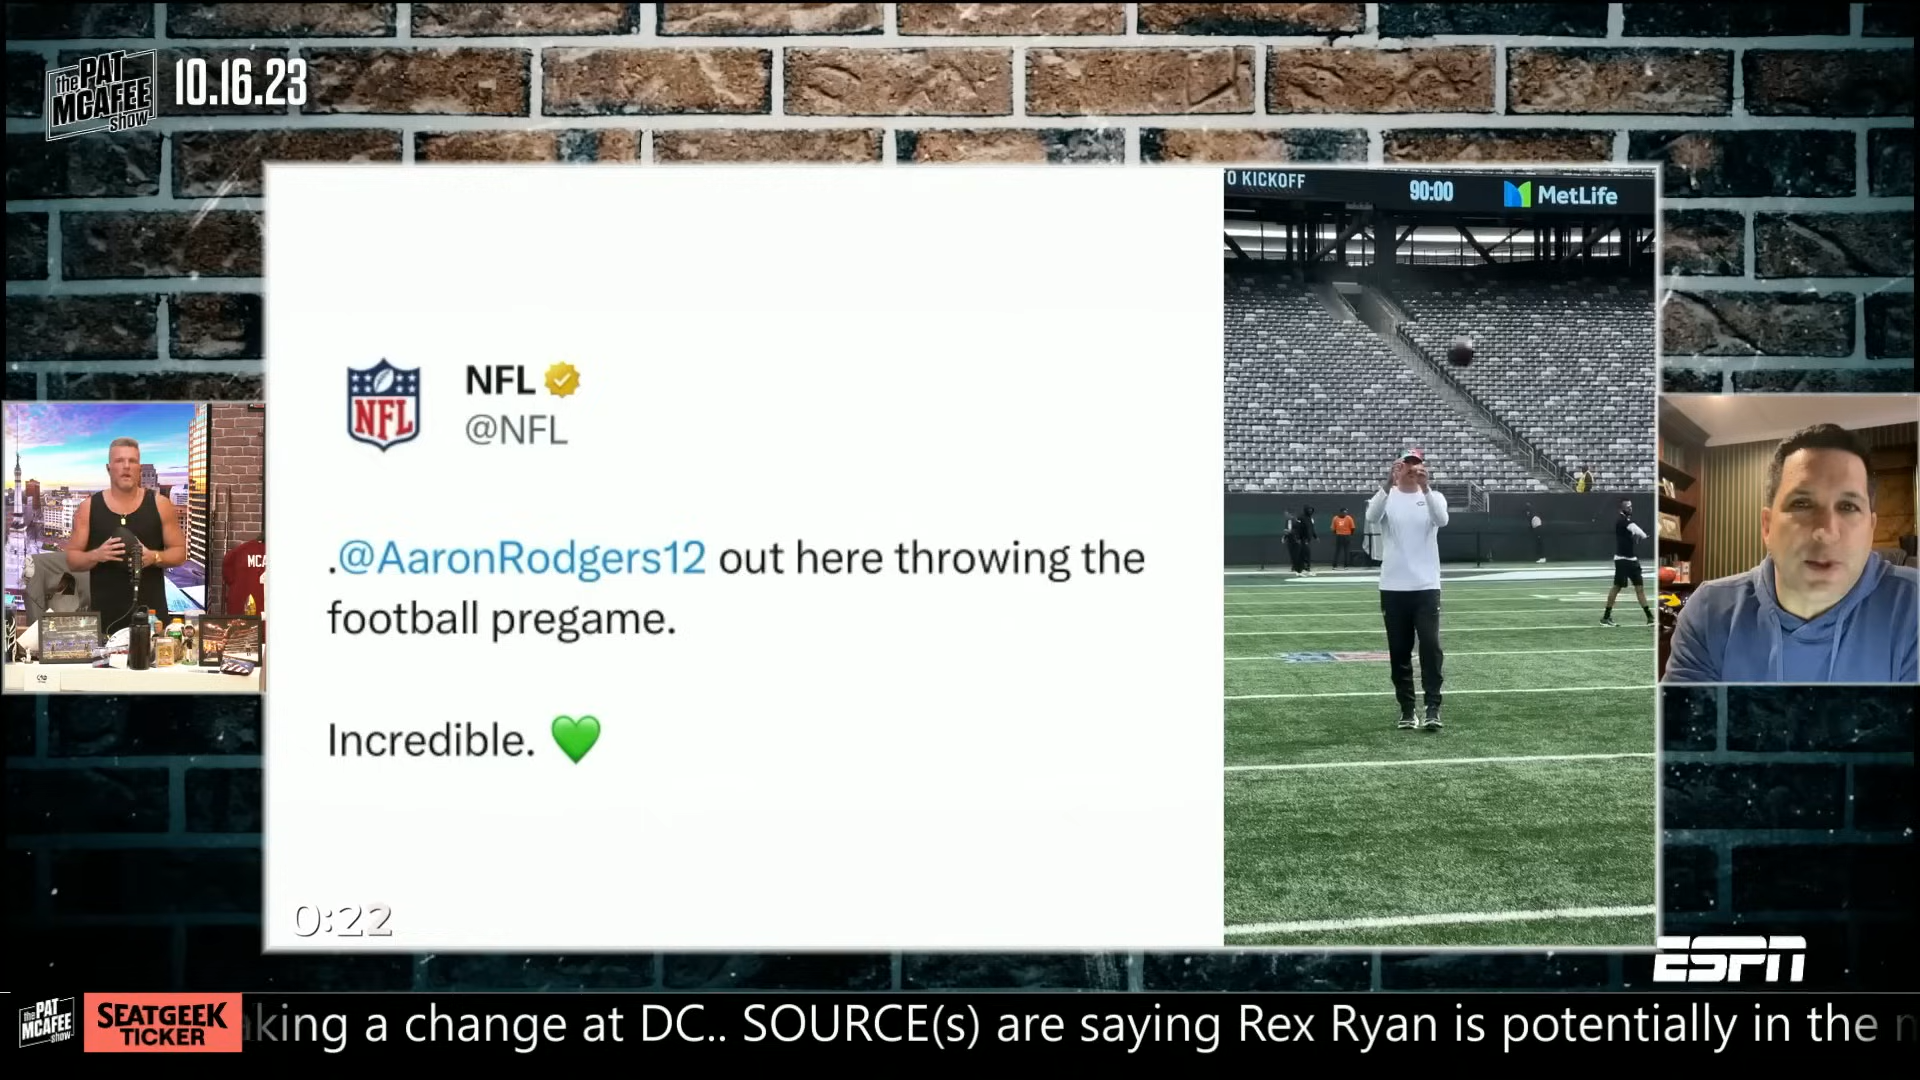 the PAT
MCAFEE
show
10.16.23
TO KICKOFF
90:00
MetLife
NFL
NFL
@NFL
.@AaronRodgers12 out here throwing the
football pregame.
Incredible. 💚
0:22
ESPN
the PAT
MCAFEE
show
SEATGEEK
TICKER
aking a change at DC.. SOURCE(s) are saying Rex Ryan is potentially in the